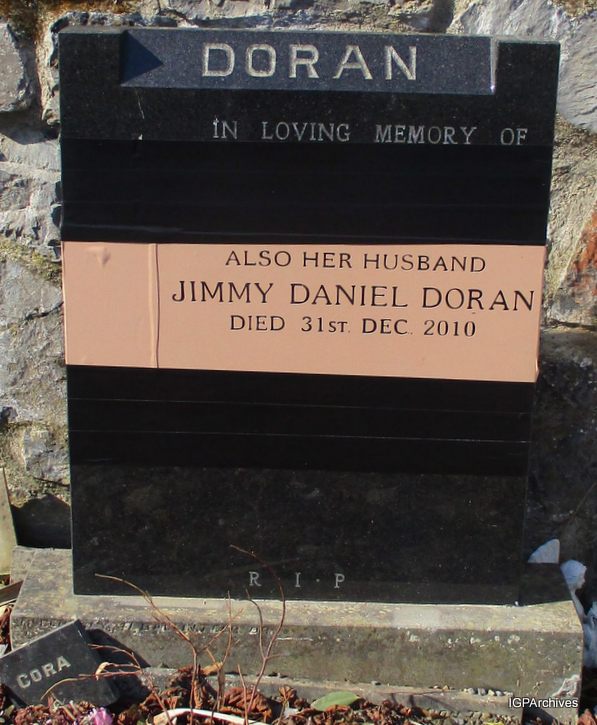 DORAN
IN LOVING MEMORY OF
ALSO HER HUSBAND
JIMMY DANIEL DORAN
DIED 31ST. DEC. 2010
R I P
CORA
IGPArchives